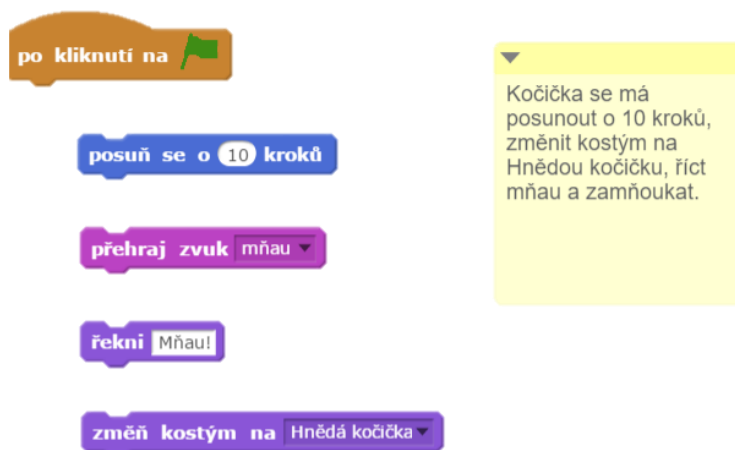 po kliknutí na
posuň se o 10 kroků
přehraj zvuk mňau
řekni Mňau!
změň kostým na Hnědá kočička
Kočička se má
posunout o 10 kroků,
změnit kostým na
Hnědou kočičku, říct
mňau a zamňoukat.